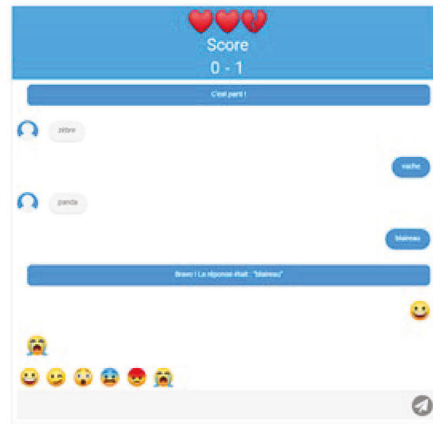 Score
0 - 1
C'est parti !
zèbre
vache
panda
blaireau
Bravo ! La réponse était : "blaireau"